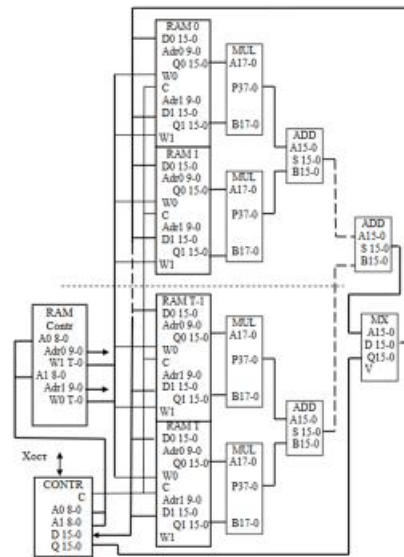 RAM 0
D0 15-0
Adr0 9-0
Q0 15-0
W0
C
Adr1 9-0
D1 15-0
Q1 15-0
W1
MUL
A17-0
P37-0
B17-0
RAM 1
D0 15-0
Adr0 9-0
Q0 15-0
W0
C
Adr1 9-0
D1 15-0
Q1 15-0
W1
MUL
A17-0
P37-0
B17-0
ADD
A15-0
S 15-0
B15-0
ADD
A15-0
S 15-0
B15-0
RAM
Contr
A0 8-0
Adr0 9-0
W1 T-0
A1 8-0
Adr1 9-0
W0 T-0
RAM T-1
D0 15-0
Adr0 9-0
Q0 15-0
W0
C
Adr1 9-0
D1 15-0
Q1 15-0
W1
MUL
A17-0
P37-0
B17-0
RAM T
D0 15-0
Adr0 9-0
Q0 15-0
W0
C
Adr1 9-0
D1 15-0
Q1 15-0
W1
MUL
A17-0
P37-0
B17-0
ADD
A15-0
S 15-0
B15-0
MX
A15-0
D 15-0
Q15-0
V
Хост
CONTR
C
A0 8-0
A1 8-0
D 15-0
Q 15-0